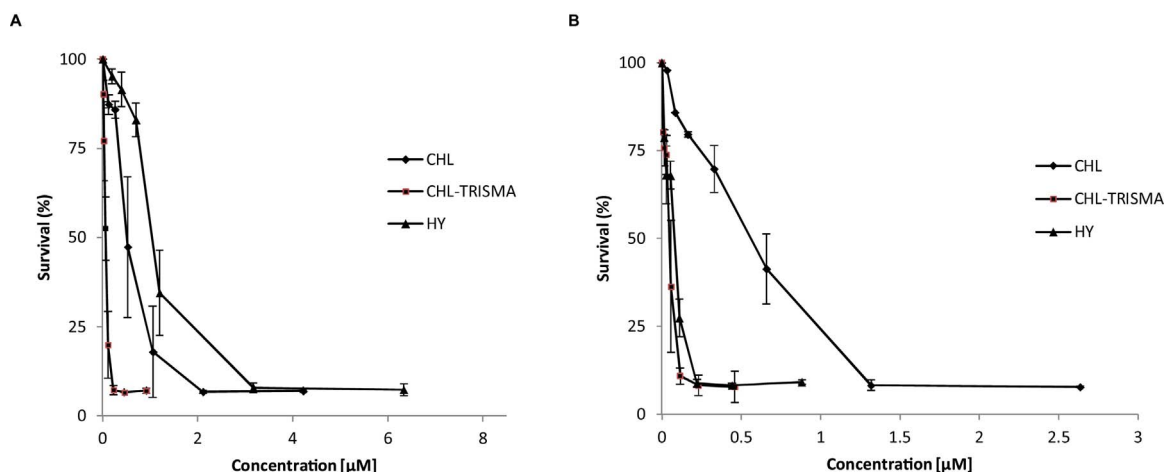 A
Survival (%)
100
75
50
25
0
0 2 4 6 8
Concentration [µM]
CHL
CHL-TRISMA
HY
B
Survival (%)
100
75
50
25
0
0 0.5 1 1.5 2 2.5 3
Concentration [µM]
CHL
CHL-TRISMA
HY